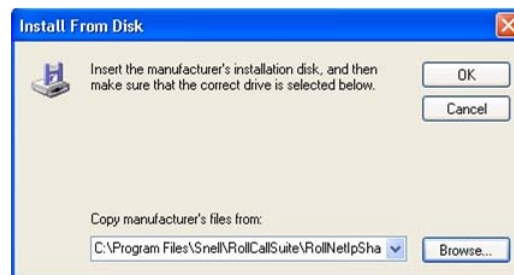 Install From Disk
Insert the manufacturer's installation disk, and then
make sure that the correct drive is selected below.
OK
Cancel
Copy manufacturer's files from:
C:\Program Files\Snell\RollCallSuite\RollNetIpSha
Browse...